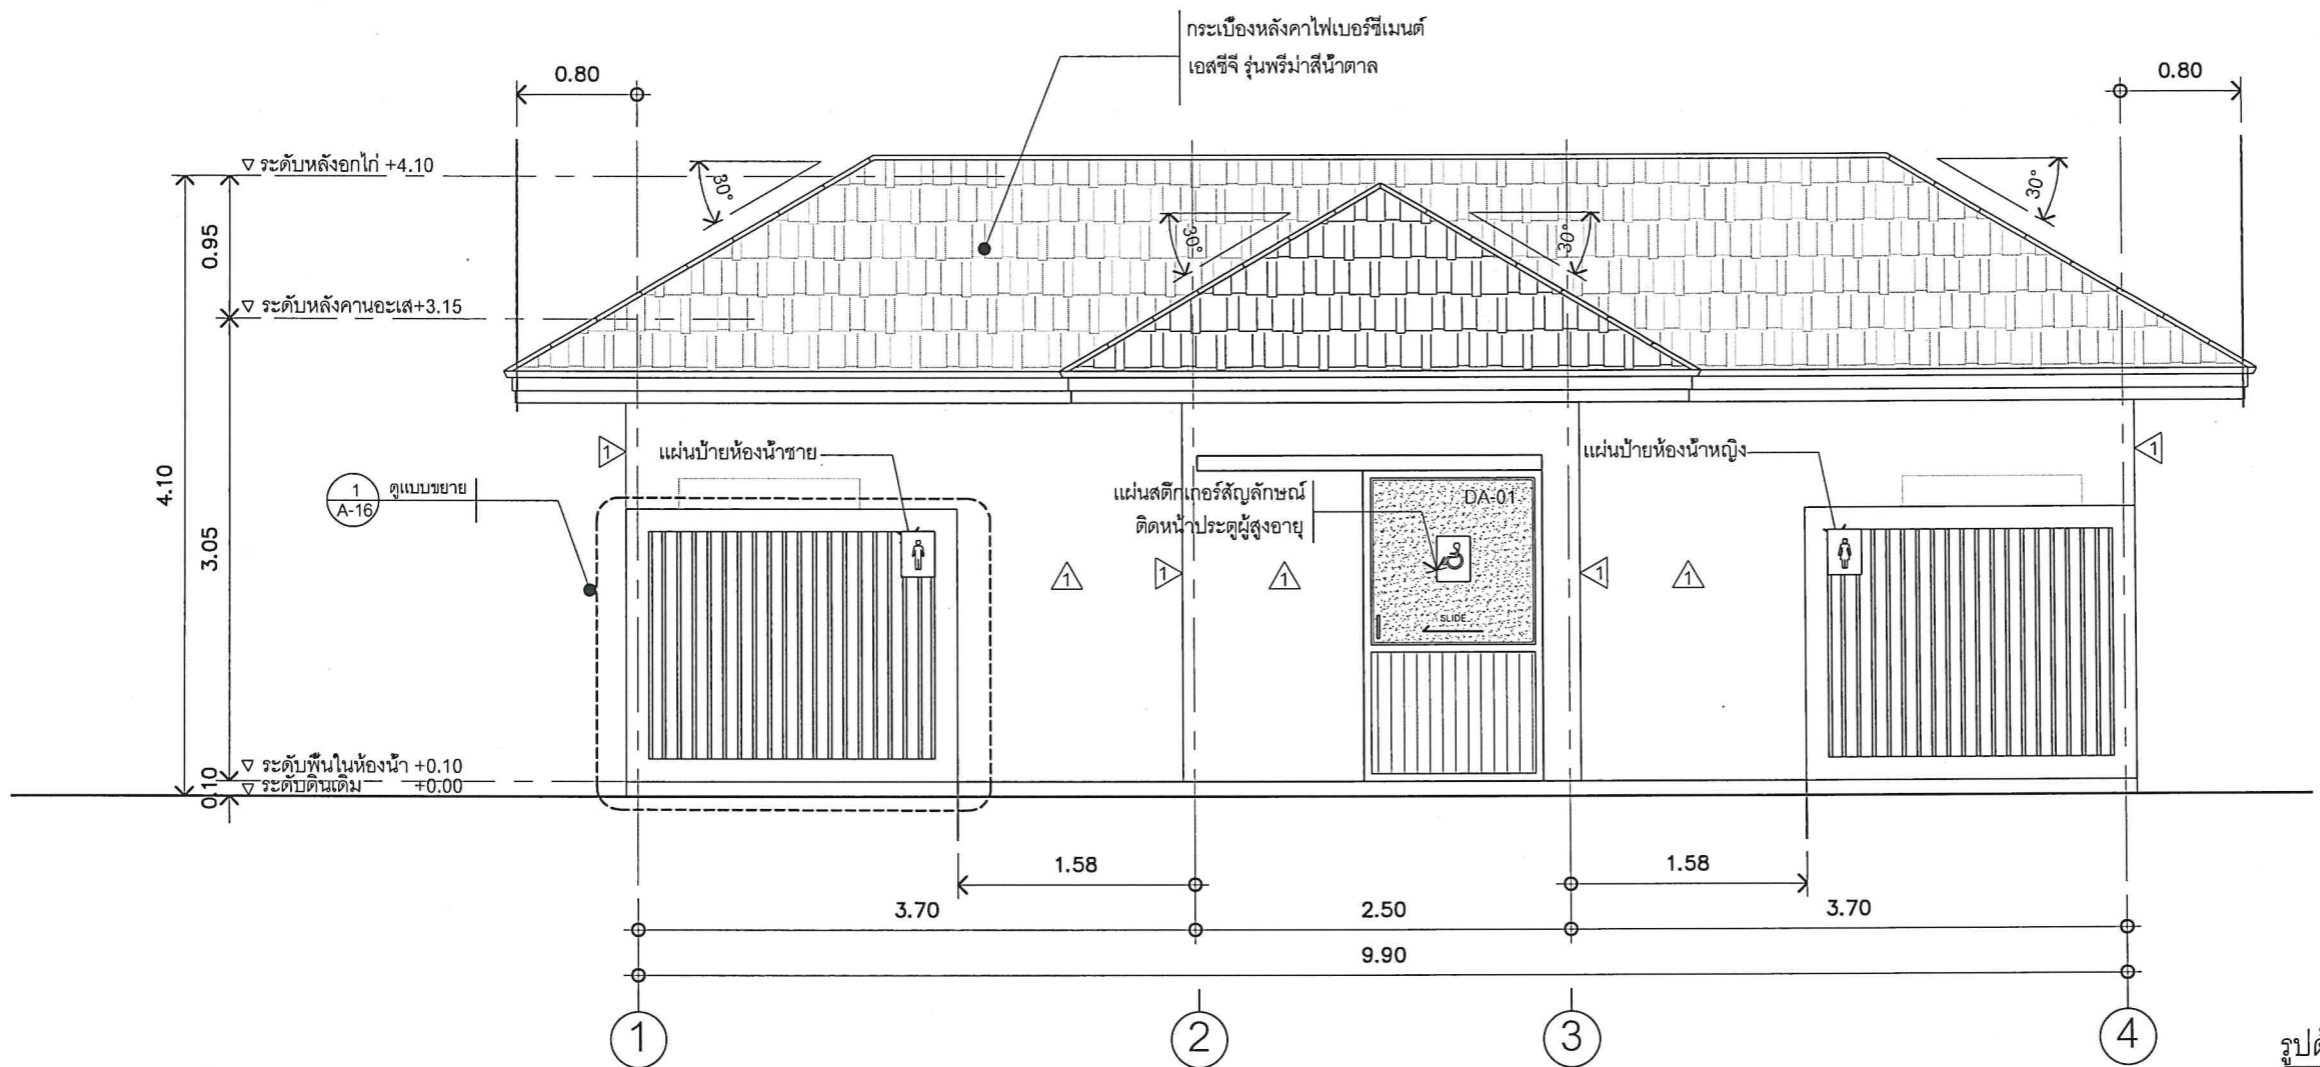 กระเบื้องหลังคาไฟเบอร์ซีเมนต์
เอสซีจี รุ่นพรีม่าสีน้ำตาล
0.80
0.80
▽ ระดับหลังอกไก่ +4.10
30°
30°
30°
30°
0.95
▽ ระดับหลังคานอะเส+3.15
4.10
3.05
0.10
1
A-16
ดูแบบขยาย
1
แผ่นป้ายห้องน้ำชาย
แผ่นป้ายห้องน้ำหญิง
1
แผ่นสติกเกอร์สัญลักษณ์
ติดหน้าประตูผู้สูงอายุ
DA-01
1
1
1
1
1
SLIDE
▽ ระดับพื้นในห้องน้ำ +0.10
▽ ระดับดินเดิม +0.00
1.58
1.58
3.70
2.50
3.70
9.90
1
2
3
4